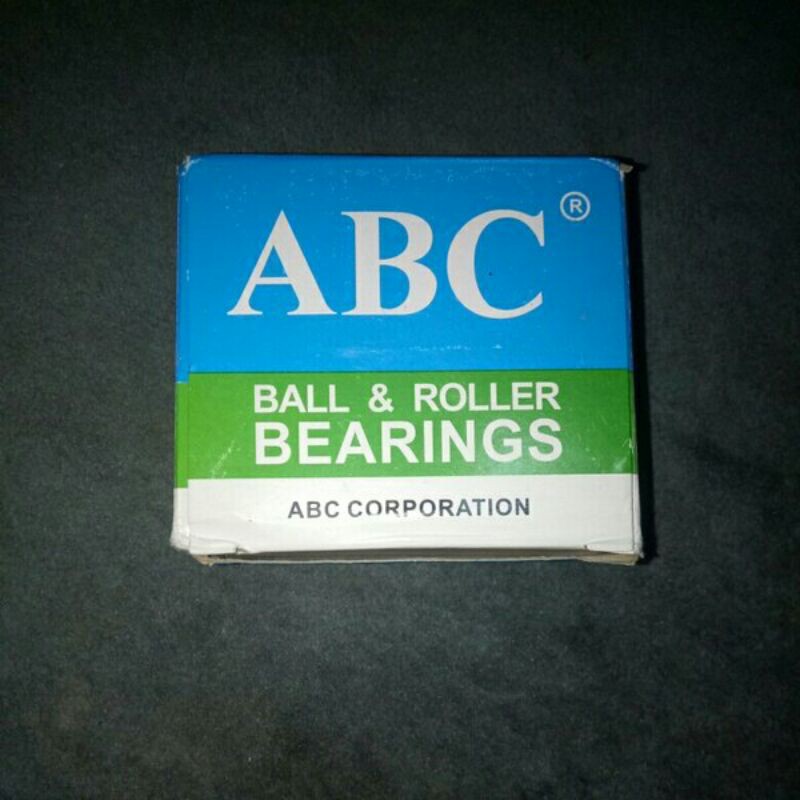 ABC®
BALL & ROLLER
BEARINGS
ABC CORPORATION